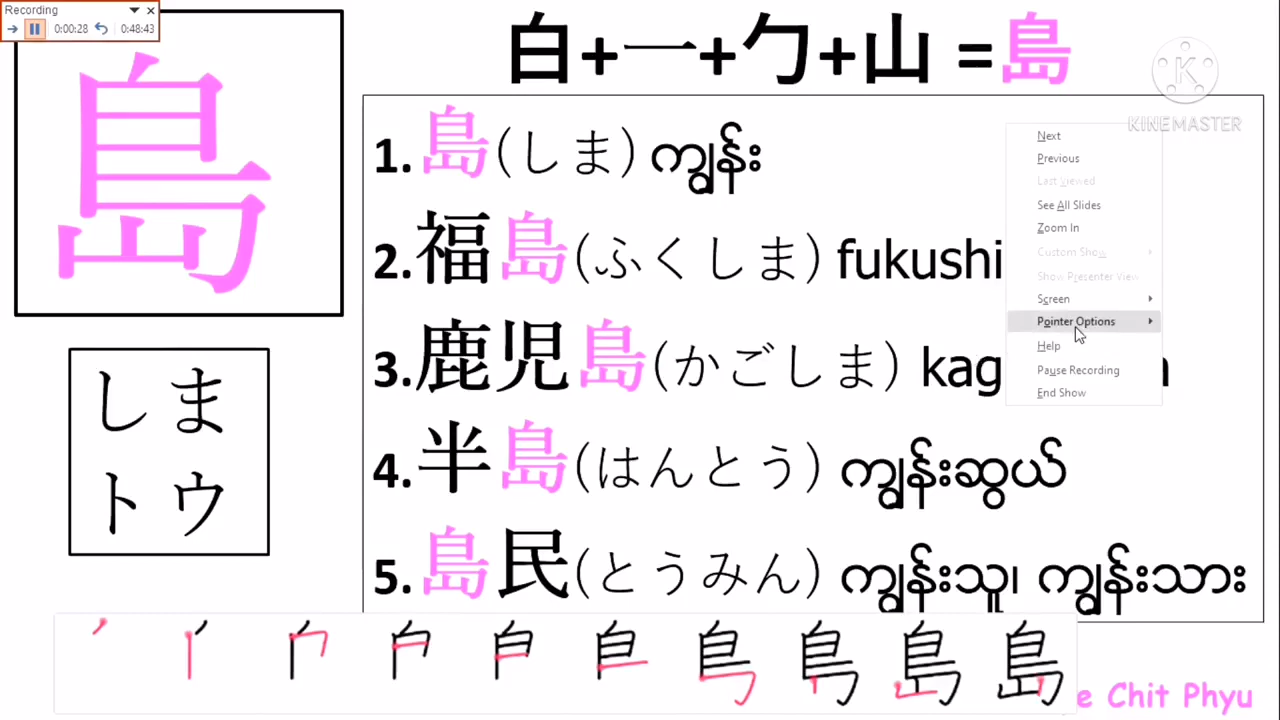 Recording
0:00:28 0:48:43
白+一+勹+山 =島
KINEMASTER
島
しま
トウ
1.島(しま) ကျွန်း
2.福島(ふくしま) fukushi
3.鹿児島(かごしま) kag
4.半島(はんとう) ကျွန်းဆွယ်
5.島民(とうみん) ကျွန်းသူ၊ ကျွန်းသား
Next
Previous
Last Viewed
See All Slides
Zoom In
Custom Show
Show Presenter View
Screen
Pointer Options
Help
Pause Recording
End Show
e Chit Phyu